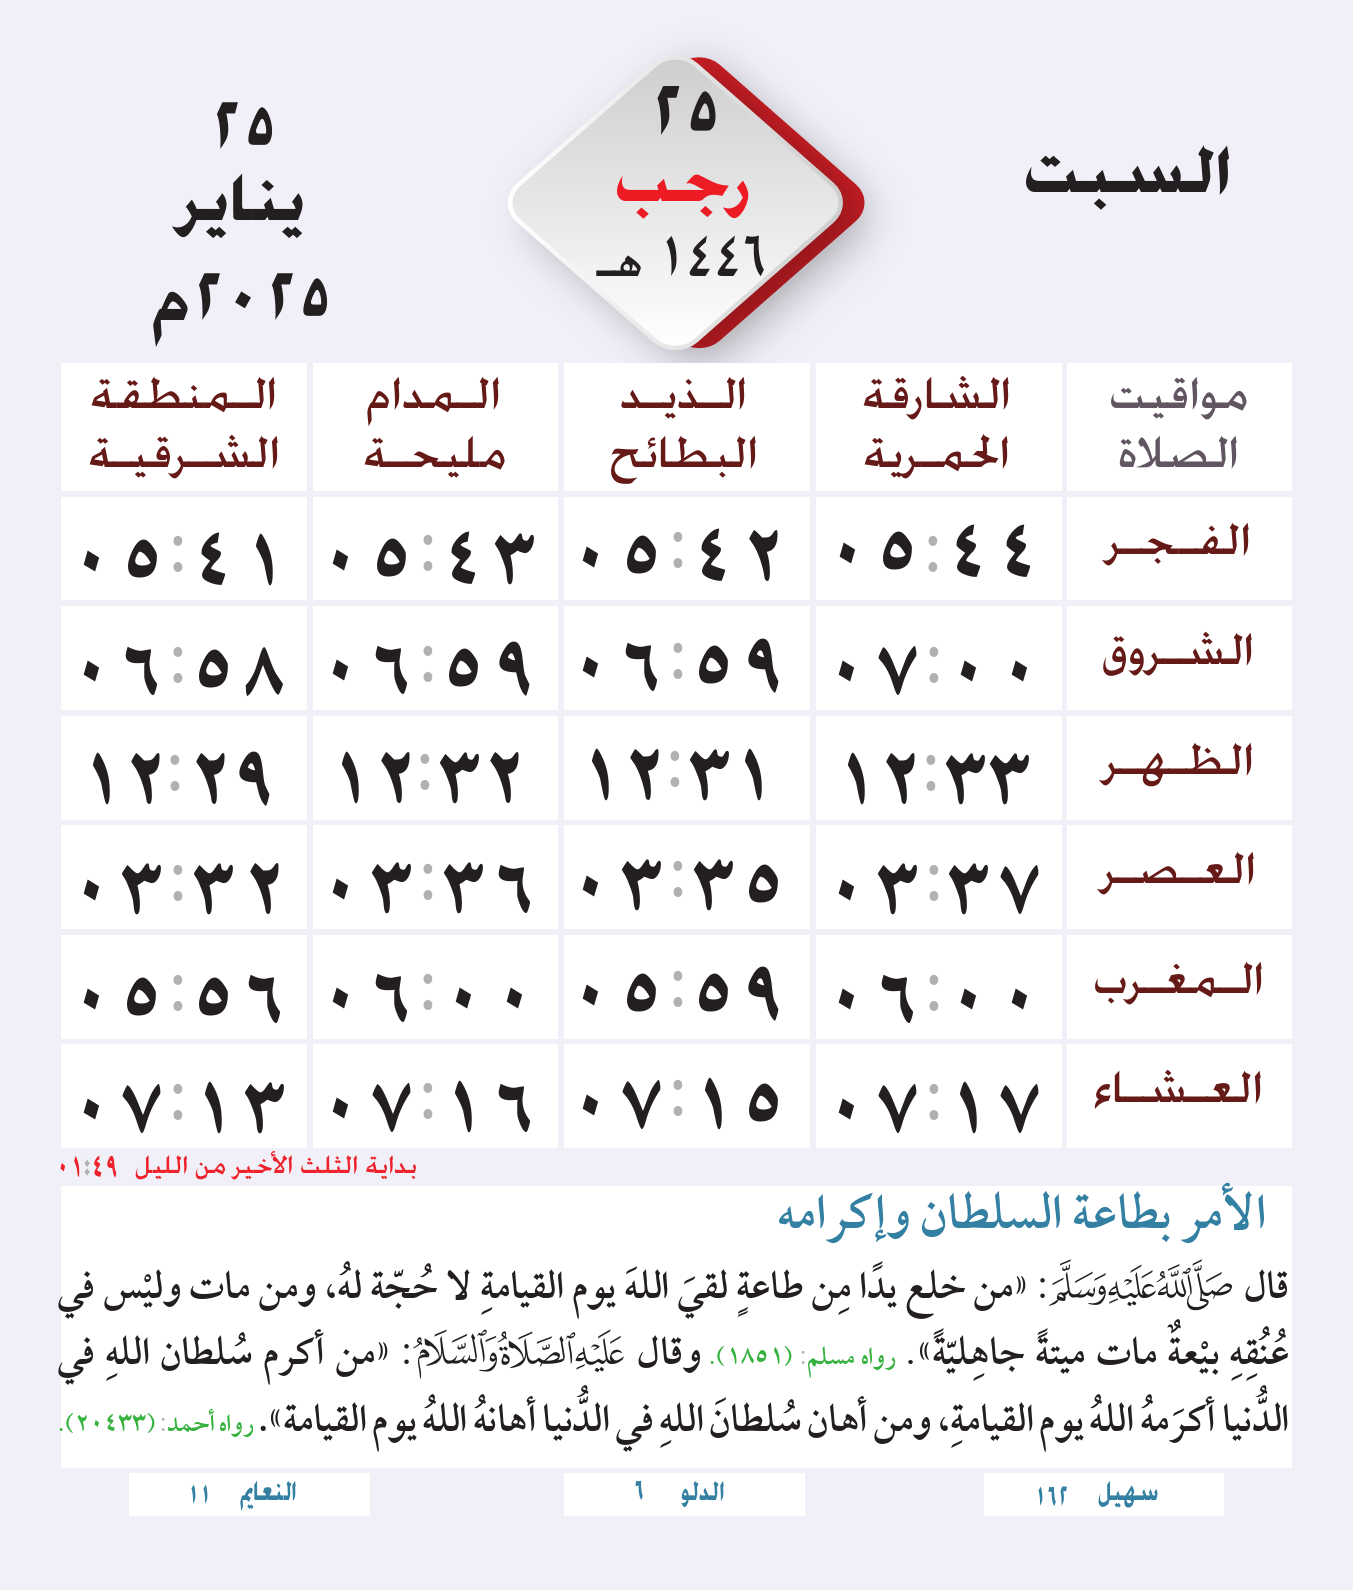 السبت
٢٥
رجب
١٤٤٦ هـ
٢٥
يناير
٢٠٢٥م
مواقيت الصلاة
الشارقة الحمرية
الذيد البطائح
المدام مليحة
المنطقة الشرقية
الفجر ٠٥:٤٤ ٠٥:٤٢ ٠٥:٤٣ ٠٥:٤١
الشروق ٠٧:٠٠ ٠٦:٥٩ ٠٦:٥٩ ٠٦:٥٨
الظهر ١٢:٣٣ ١٢:٣١ ١٢:٣٢ ١٢:٢٩
العصر ٠٣:٣٧ ٠٣:٣٥ ٠٣:٣٦ ٠٣:٣٢
المغرب ٠٦:٠٠ ٠٥:٥٩ ٠٦:٠٠ ٠٥:٥٦
العشاء ٠٧:١٧ ٠٧:١٥ ٠٧:١٦ ٠٧:١٣
بداية الثلث الأخير من الليل ٠١:٤٩
الأمر بطاعة السلطان وإكرامه
قال صَلَّى اللَّهُ عَلَيْهِ وَسَلَّمَ: «من خلع يدًا مِن طاعةٍ لقيَ اللهَ يوم القيامةِ لا حُجّة لهُ، ومن مات وليْس في
عُنُقِهِ بيْعةٌ مات ميتةً جاهِليّةً». رواه مسلم: (١٨٥١). وقال عَلَيْهِ الصَّلَاةُ وَالسَّلَامُ: «من أكرم سُلطان اللهِ في
الدُّنيا أكرَمهُ اللهُ يوم القيامةِ، ومن أهان سُلطانَ اللهِ في الدُّنيا أهانهُ اللهُ يوم القيامة». رواه أحمد: (٢٠٤٣٣).
سهيل ١٦٢
الدلو ٦
النعايم ١١